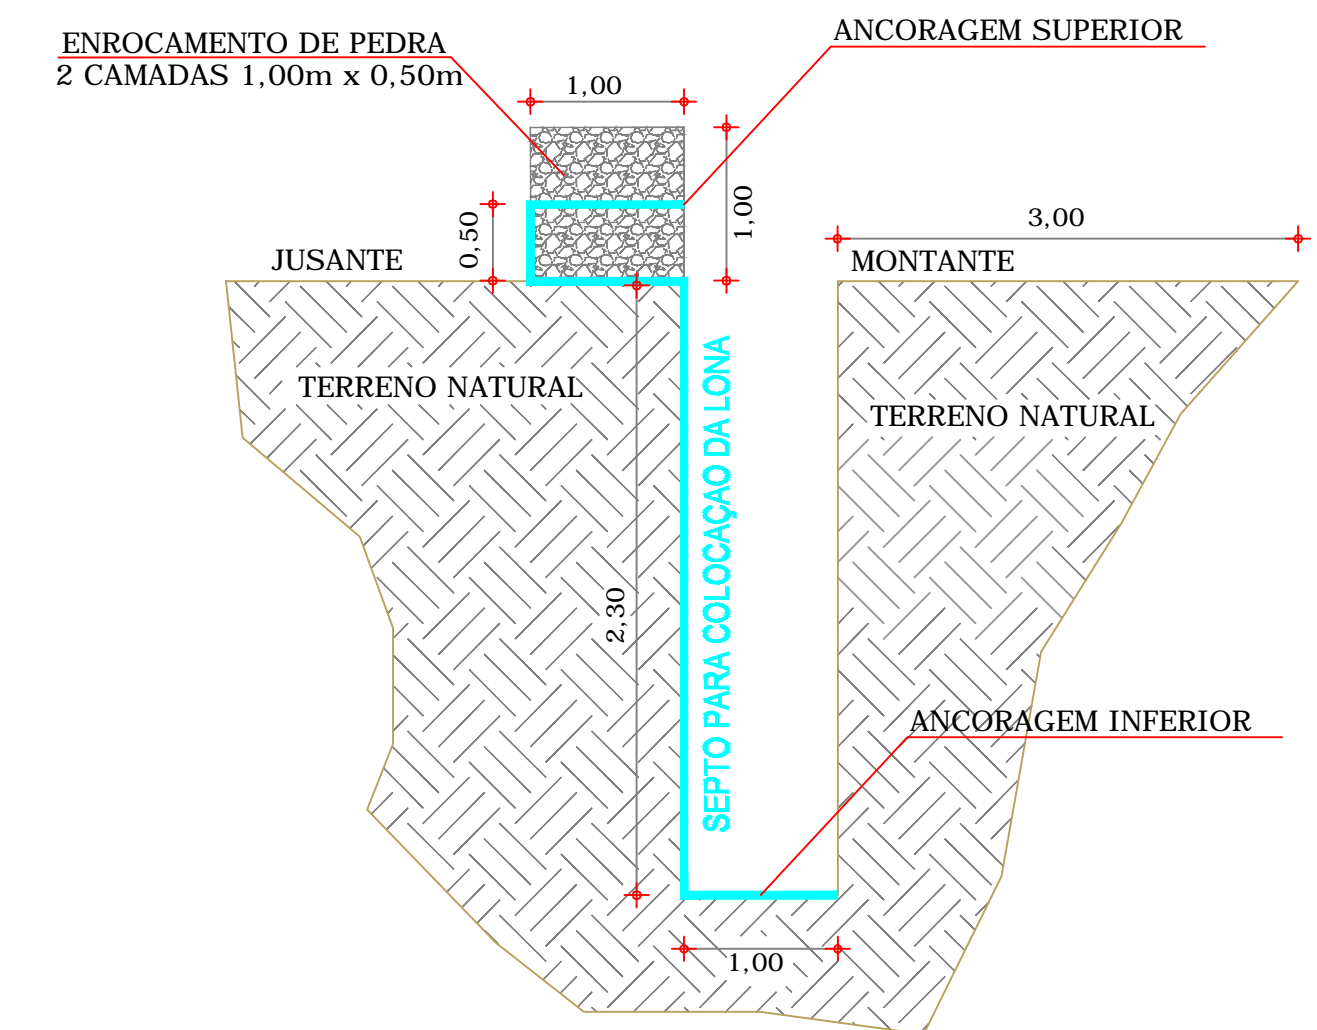 ENROCAMENTO DE PEDRA
2 CAMADAS 1,00m x 0,50m
ANCORAGEM SUPERIOR
1,00
1,00
0,50
3,00
JUSANTE
MONTANTE
TERRENO NATURAL
TERRENO NATURAL
SEPTO PARA COLOCAÇAO DA LONA
2,30
ANCORAGEM INFERIOR
1,00